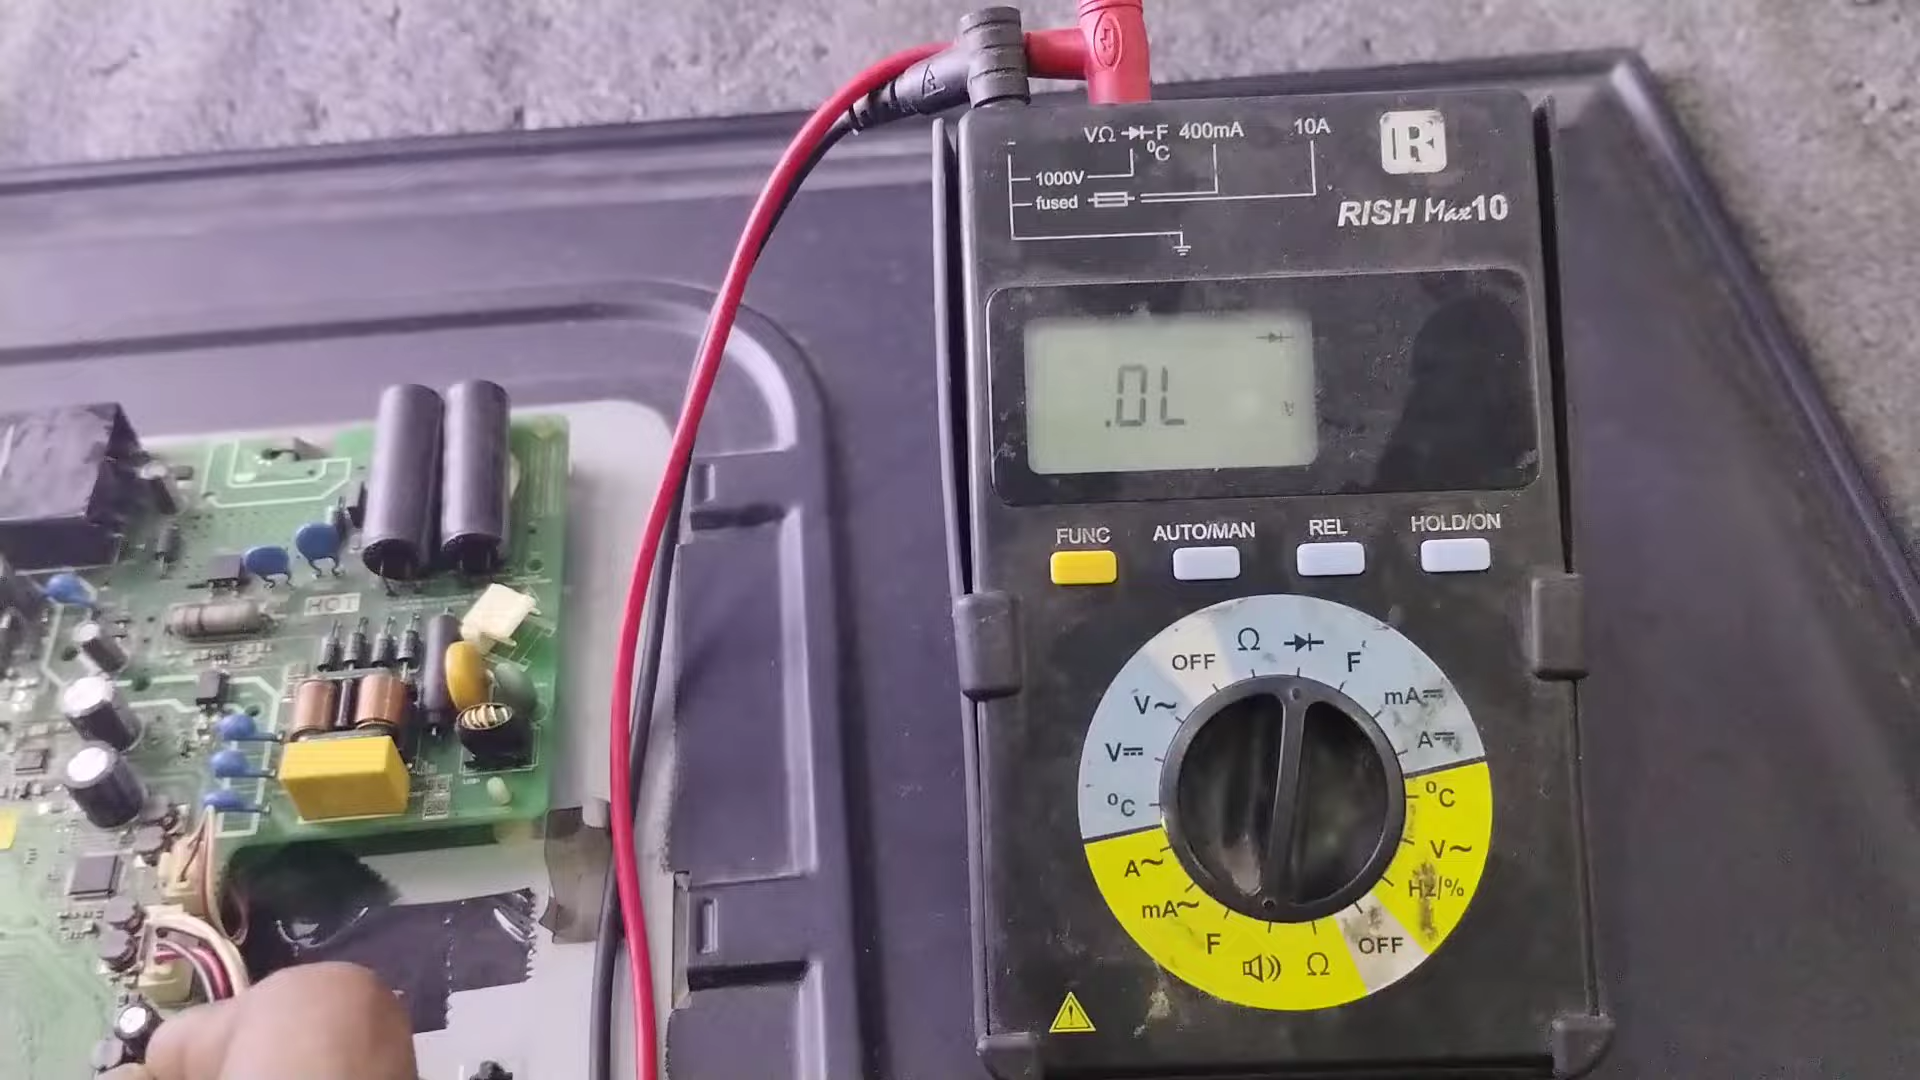 VΩ F 400mA 10A
°C
1000V
fused
R
RISH Max10
.0L
V
FUNC AUTO/MAN REL HOLD/ON
OFF Ω F
V~ mA
V A
°C °C
A~ V~
mA~ Hz/%
F Ω OFF
HOT